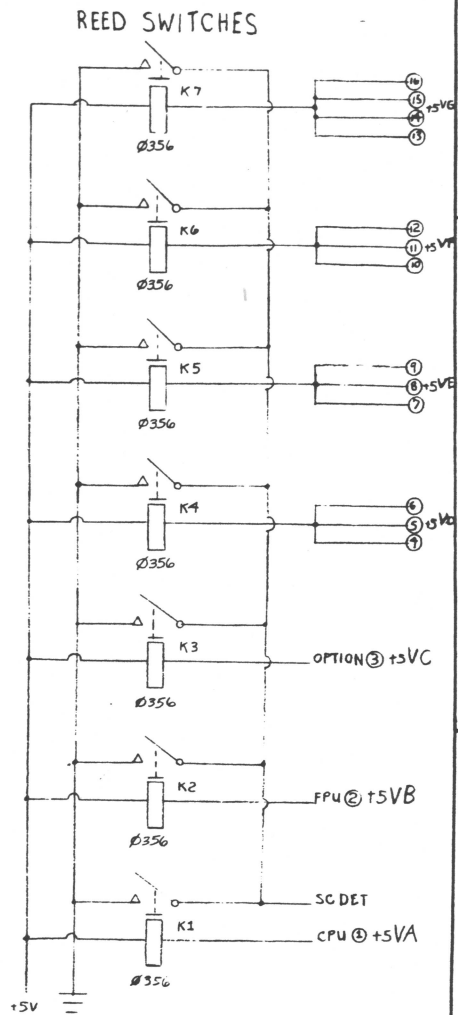 REED SWITCHES
K7
Ø356
16
15
+5VG
14
13
K6
Ø356
12
11 +5VF
10
K5
Ø356
9
8 +5VE
7
K4
Ø356
6
5 +5VD
4
K3
OPTION 3 +5VC
Ø356
K2
FPU 2 +5VB
Ø356
SC DET
K1
CPU 1 +5VA
Ø356
+5V